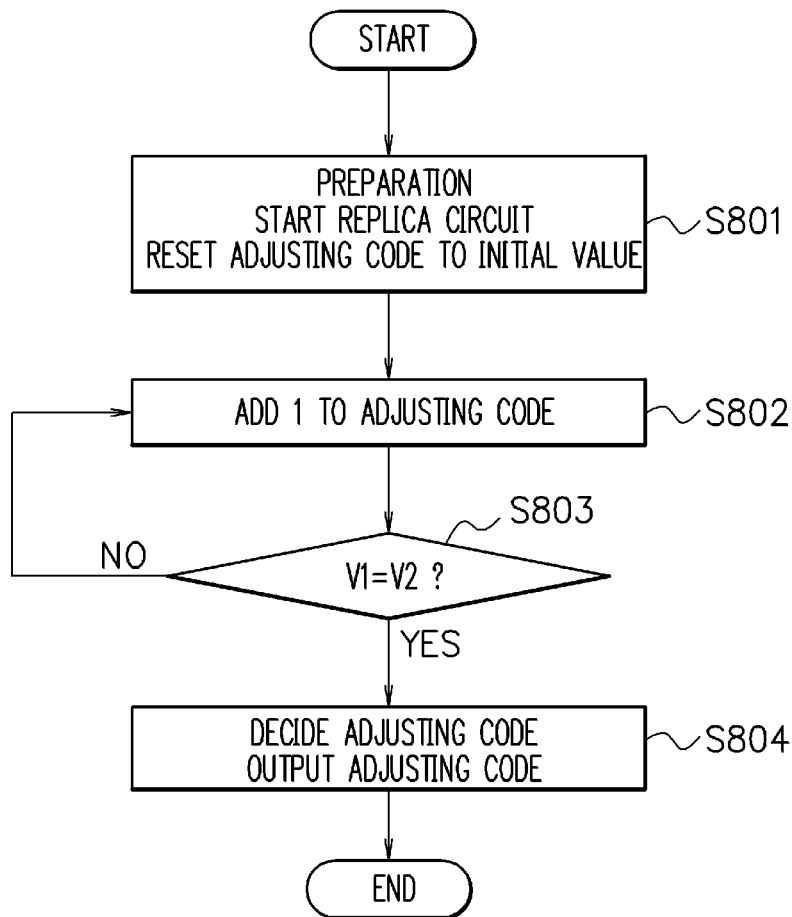 START
PREPARATION
START REPLICA CIRCUIT
RESET ADJUSTING CODE TO INITIAL VALUE
S801
ADD 1 TO ADJUSTING CODE
S802
S803
NO
V1=V2 ?
YES
DECIDE ADJUSTING CODE
OUTPUT ADJUSTING CODE
S804
END